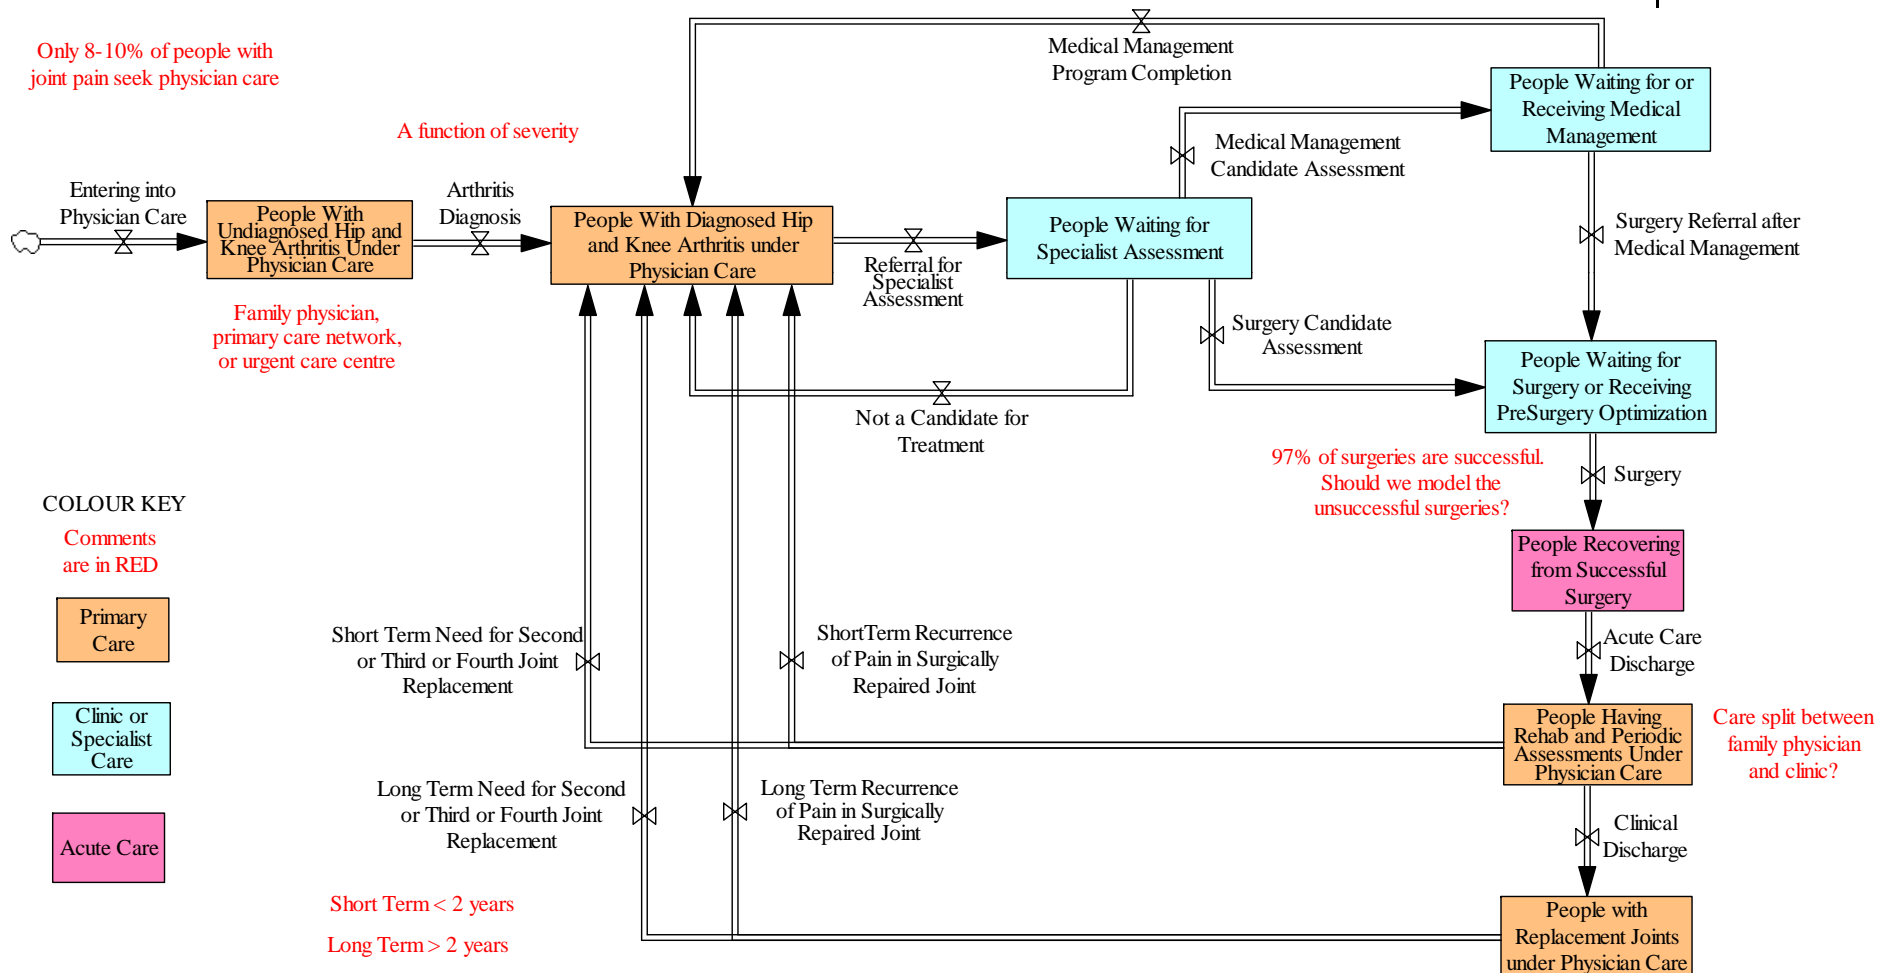 Only 8-10% of people with
joint pain seek physician care
Medical Management
Program Completion
People Waiting for or
Receiving Medical
Management
A function of severity
Medical Management
Candidate Assessment
Entering into
Physician Care
People With
Undiagnosed Hip and
Knee Arthritis Under
Physician Care
Arthritis
Diagnosis
People With Diagnosed Hip
and Knee Arthritis under
Physician Care
Referral for
Specialist
Assessment
People Waiting for
Specialist Assessment
Surgery Referral after
Medical Management
Family physician,
primary care network,
or urgent care centre
Surgery Candidate
Assessment
People Waiting for
Surgery or Receiving
PreSurgery Optimization
Not a Candidate for
Treatment
97% of surgeries are successful.
Should we model the
unsuccessful surgeries?
Surgery
COLOUR KEY
Comments
are in RED
Primary
Care
Clinic or
Specialist
Care
Acute Care
People Recovering
from Successful
Surgery
Short Term Need for Second
or Third or Fourth Joint
Replacement
ShortTerm Recurrence
of Pain in Surgically
Repaired Joint
Acute Care
Discharge
People Having
Rehab and Periodic
Assessments Under
Physician Care
Care split between
family physician
and clinic?
Long Term Need for Second
or Third or Fourth Joint
Replacement
Long Term Recurrence
of Pain in Surgically
Repaired Joint
Clinical
Discharge
Short Term < 2 years
Long Term > 2 years
People with
Replacement Joints
under Physician Care